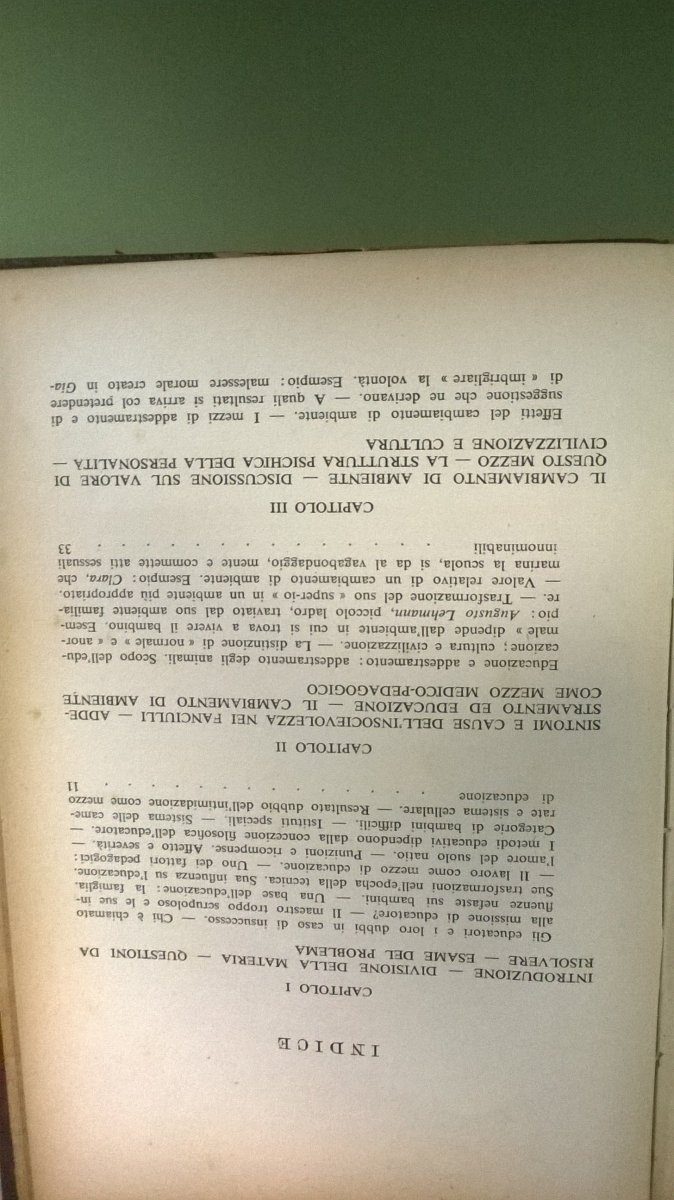 INDICE
CAPITOLO I
INTRODUZIONE — DIVISIONE DELLA MATERIA — QUESTIONI DA
RISOLVERE — ESAME DEL PROBLEMA
Gli educatori e i loro dubbi in caso di insuccesso. — Chi è chiamato
alla missione di educatore? — Il maestro troppo scrupoloso e le sue in-
fluenze nefaste sui bambini. — Una base dell'educazione: la famiglia.
Sue trasformazioni nell'epoca della tecnica. Sua influenza su l'educazione.
— Il lavoro come mezzo di educazione. — Uno dei fattori pedagogici:
l'amore del suolo natio. — Punizioni e ricompense. Affetto e severità. —
I metodi educativi dipendono dalla concezione filosofica dell'educatore. —
Categorie di bambini difficili. — Istituti speciali. — Sistema delle came-
rate e sistema cellulare. — Resultato dubbio dell'intimidazione come mezzo
di educazione . . . . . . . . . . . . 11
CAPITOLO II
SINTOMI E CAUSE DELL'INSOCIEVOLEZZA NEI FANCIULLI — ADDE-
STRAMENTO ED EDUCAZIONE — IL CAMBIAMENTO DI AMBIENTE
COME MEZZO MEDICO-PEDAGOGICO
Educazione e addestramento: addestramento degli animali. Scopo dell'edu-
cazione; cultura e civilizzazione. — La distinzione di « normale » e « anor-
male » dipende dall'ambiente in cui si trova a vivere il bambino. Esem-
pio: Augusto Lehmann, piccolo ladro, traviato dal suo ambiente familia-
re. — Trasformazione del suo « super-io » in un ambiente più appropriato.
— Valore relativo di un cambiamento di ambiente. Esempio: Clara, che
marina la scuola, si da al vagabondaggio, mente e commette atti sessuali
innominabili . . . . . . . . . . . . 33
CAPITOLO III
IL CAMBIAMENTO DI AMBIENTE — DISCUSSIONE SUL VALORE DI
QUESTO MEZZO — LA STRUTTURA PSICHICA DELLA PERSONALITÀ —
CIVILIZZAZIONE E CULTURA
Effetti del cambiamento di ambiente. — I mezzi di addestramento e di
suggestione che ne derivano. — A quali resultati si arriva col pretendere
di « imbrigliare » la volontà. Esempio: malessere morale creato in Gia-